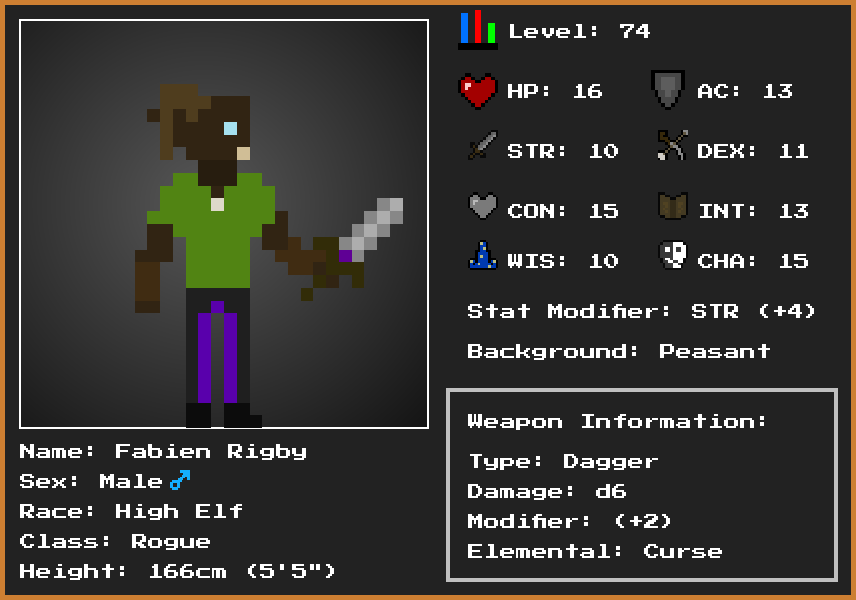 Level: 74
HP: 16
AC: 13
STR: 10
DEX: 11
CON: 15
INT: 13
WIS: 10
CHA: 15
Stat Modifier: STR (+4)
Background: Peasant
Weapon Information:
Type: Dagger
Damage: d6
Modifier: (+2)
Elemental: Curse
Name: Fabien Rigby
Sex: Male♂
Race: High Elf
Class: Rogue
Height: 166cm (5'5")